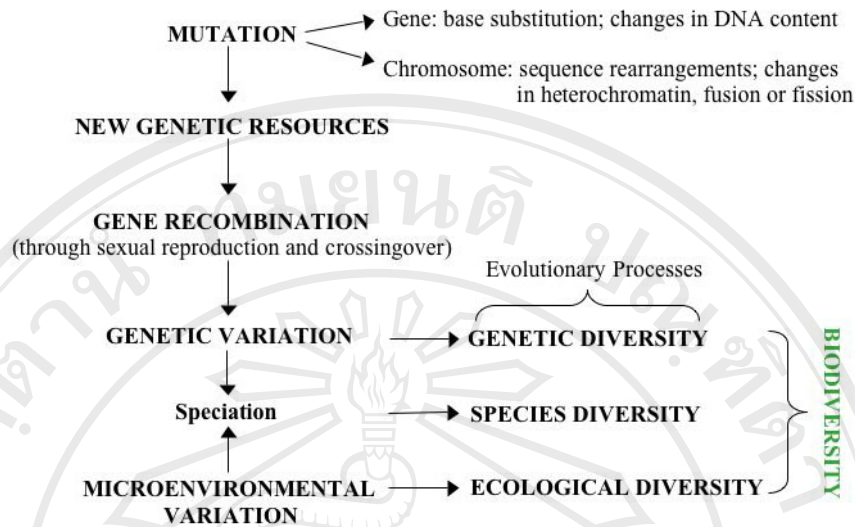 MUTATION
Gene: base substitution; changes in DNA content
Chromosome: sequence rearrangements; changes
in heterochromatin, fusion or fission
NEW GENETIC RESOURCES
GENE RECOMBINATION
(through sexual reproduction and crossingover)
Evolutionary Processes
GENETIC VARIATION
GENETIC DIVERSITY
Speciation
SPECIES DIVERSITY
MICROENVIRONMENTAL
VARIATION
ECOLOGICAL DIVERSITY
BIODIVERSITY